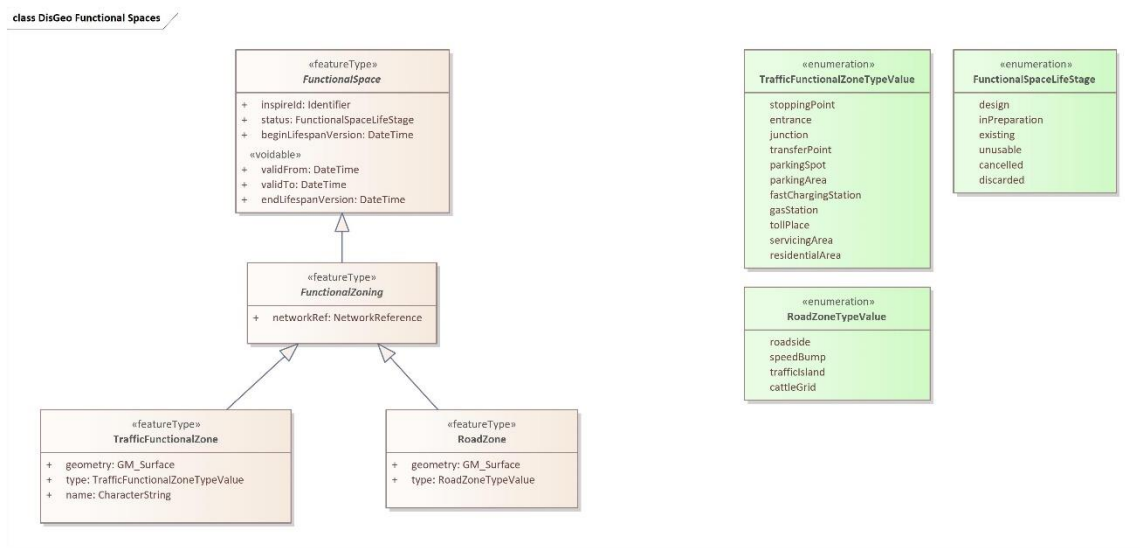 class DisGeo Functional Spaces
«featureType»
FunctionalSpace
+ inspireId: Identifier
+ status: FunctionalSpaceLifeStage
+ beginLifespanVersion: DateTime
«voidable»
+ validFrom: DateTime
+ validTo: DateTime
+ endLifespanVersion: DateTime
«featureType»
FunctionalZoning
+ networkRef: NetworkReference
«featureType»
TrafficFunctionalZone
+ geometry: GM_Surface
+ type: TrafficFunctionalZoneTypeValue
+ name: CharacterString
«featureType»
RoadZone
+ geometry: GM_Surface
+ type: RoadZoneTypeValue
«enumeration»
TrafficFunctionalZoneTypeValue
stoppingPoint
entrance
junction
transferPoint
parkingSpot
parkingArea
fastChargingStation
gasStation
tollPlace
servicingArea
residentialArea
«enumeration»
FunctionalSpaceLifeStage
design
inPreparation
existing
unusable
cancelled
discarded
«enumeration»
RoadZoneTypeValue
roadside
speedBump
trafficIsland
cattleGrid